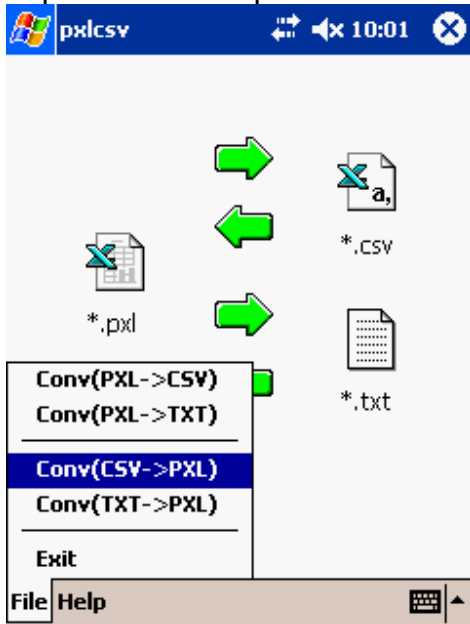 pxlcsv 10:01
a,
*.csv
*.pxl
*.txt
Conv(PXL->CSV)
Conv(PXL->TXT)
Conv(CSV->PXL)
Conv(TXT->PXL)
Exit
File Help